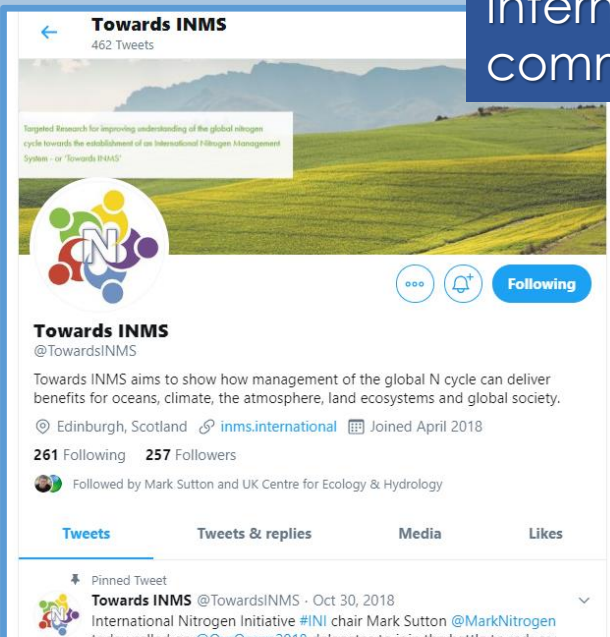 Towards INMS
462 Tweets
Targeted Research for improving understanding of the global nitrogen
cycle towards the establishment of an International Nitrogen Management
System - or 'Towards INMS'
N
Following
Towards INMS
@TowardsINMS
Towards INMS aims to show how management of the global N cycle can deliver
benefits for oceans, climate, the atmosphere, land ecosystems and global society.
Edinburgh, Scotland inms.international Joined April 2018
261 Following 257 Followers
Followed by Mark Sutton and UK Centre for Ecology & Hydrology
Tweets Tweets & replies Media Likes
Pinned Tweet
Towards INMS @TowardsINMS · Oct 30, 2018
International Nitrogen Initiative #INI chair Mark Sutton @MarkNitrogen